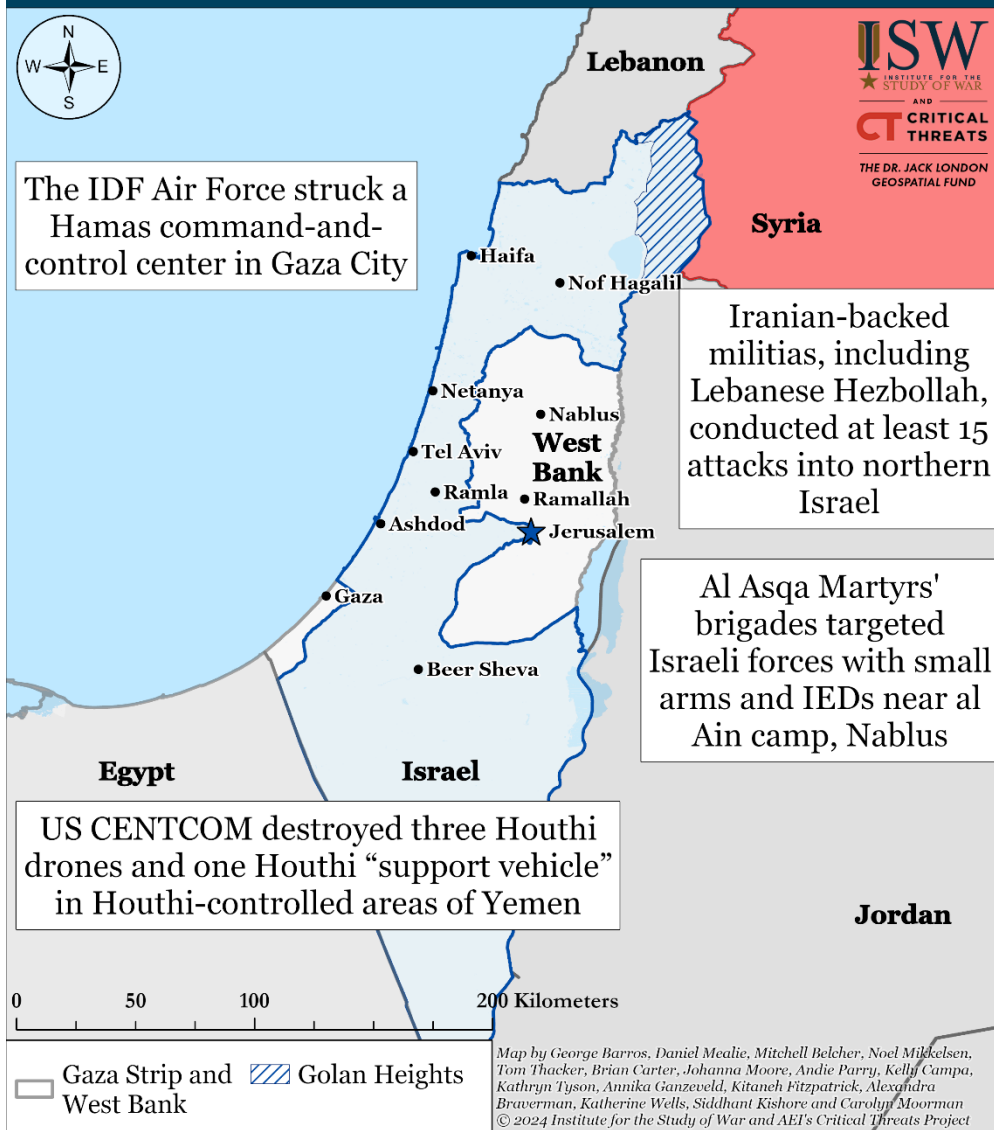 N
W E
S
Lebanon
ISW
INSTITUTE FOR THE
STUDY OF WAR
AND
CT CRITICAL
THREATS
THE DR. JACK LONDON
GEOSPATIAL FUND
The IDF Air Force struck a
Hamas command-and-
control center in Gaza City
Syria
Haifa
Nof Hagalil
Iranian-backed
militias, including
Lebanese Hezbollah,
conducted at least 15
attacks into northern
Israel
Netanya
Nablus
West
Bank
Tel Aviv
Ramla
Ramallah
Ashdod
Jerusalem
Gaza
Al Asqa Martyrs'
brigades targeted
Israeli forces with small
arms and IEDs near al
Ain camp, Nablus
Beer Sheva
Egypt
Israel
US CENTCOM destroyed three Houthi
drones and one Houthi “support vehicle”
in Houthi-controlled areas of Yemen
Jordan
0 50 100 200 Kilometers
Gaza Strip and
West Bank
Golan Heights
Map by George Barros, Daniel Mealie, Mitchell Belcher, Noel Mikkelsen,
Tom Thacker, Brian Carter, Johanna Moore, Andie Parry, Kelly Campa,
Kathryn Tyson, Annika Ganzeveld, Kitaneh Fitzpatrick, Alexandra
Braverman, Katherine Wells, Siddhant Kishore and Carolyn Moorman
© 2024 Institute for the Study of War and AEI's Critical Threats Project